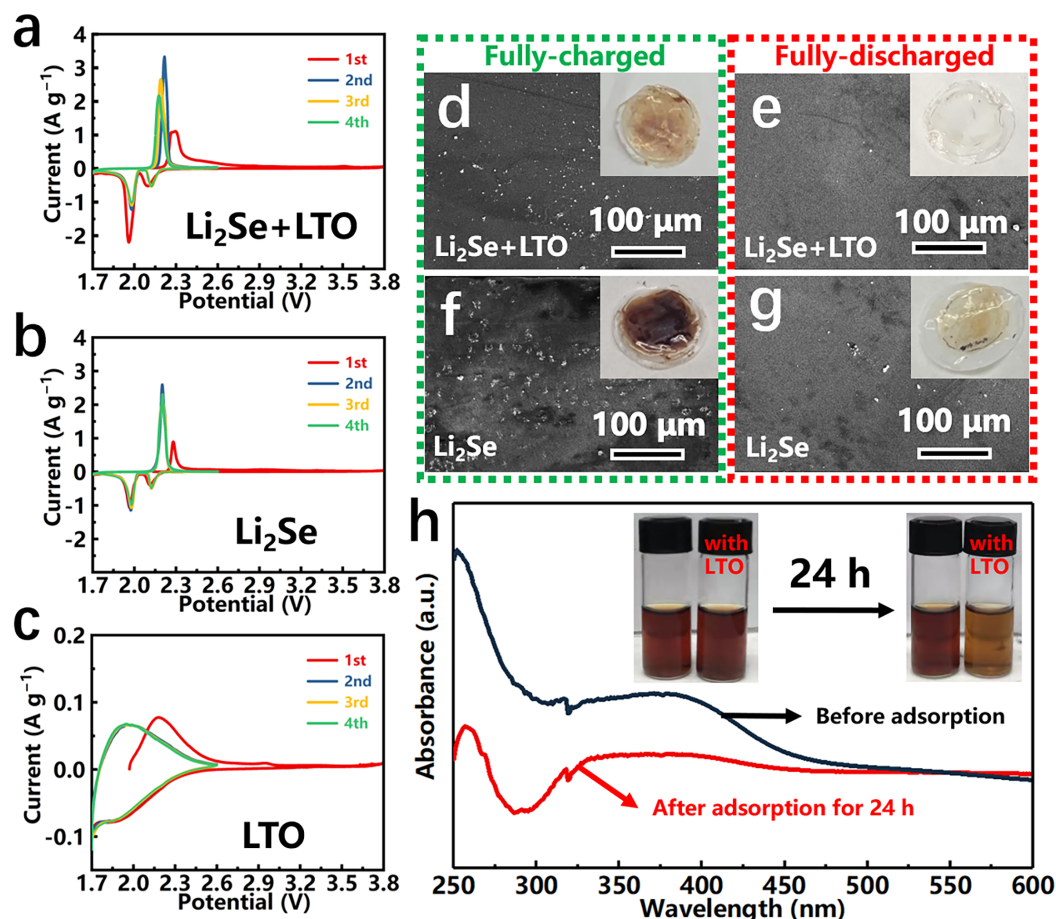 a
4
3
2
1
0
-1
-2
Current (A g⁻¹)
1st
2nd
3rd
4th
Li₂Se+LTO
1.7 2.0 2.3 2.6 2.9 3.2 3.5 3.8
Potential (V)
b
4
3
2
1
0
-1
-2
Current (A g⁻¹)
1st
2nd
3rd
4th
Li₂Se
1.7 2.0 2.3 2.6 2.9 3.2 3.5 3.8
Potential (V)
c
0.2
0.1
0.0
-0.1
Current (A g⁻¹)
1st
2nd
3rd
4th
LTO
1.7 2.0 2.3 2.6 2.9 3.2 3.5 3.8
Potential (V)
Fully-charged
Fully-discharged
d
100 μm
Li₂Se+LTO
e
100 μm
Li₂Se+LTO
f
100 μm
Li₂Se
g
100 μm
Li₂Se
h
Absorbance (a.u.)
with
LTO
24 h
with
LTO
Before adsorption
After adsorption for 24 h
250 300 350 400 450 500 550 600
Wavelength (nm)